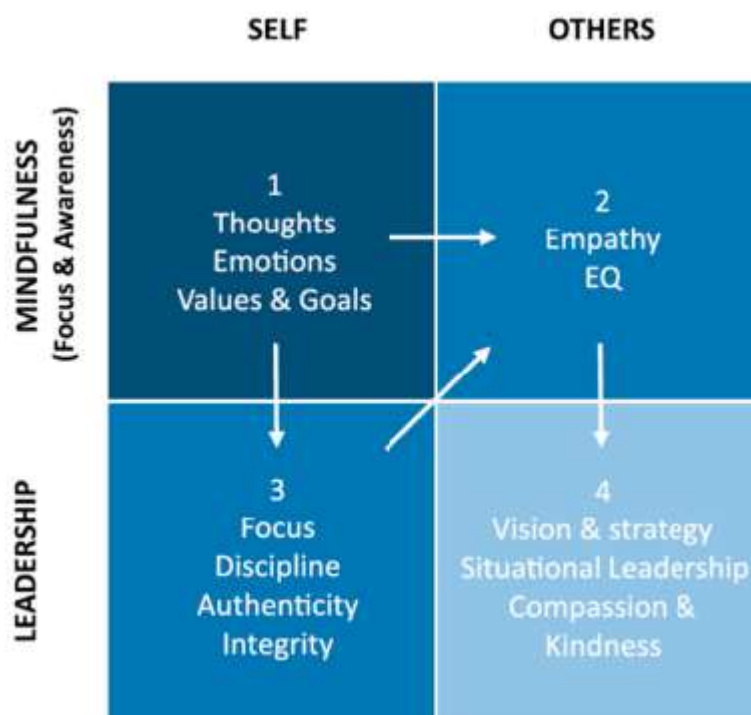 SELF
OTHERS
MINDFULNESS
(Focus & Awareness)
1
Thoughts
Emotions
Values & Goals
2
Empathy
EQ
LEADERSHIP
3
Focus
Discipline
Authenticity
Integrity
4
Vision & strategy
Situational Leadership
Compassion &
Kindness